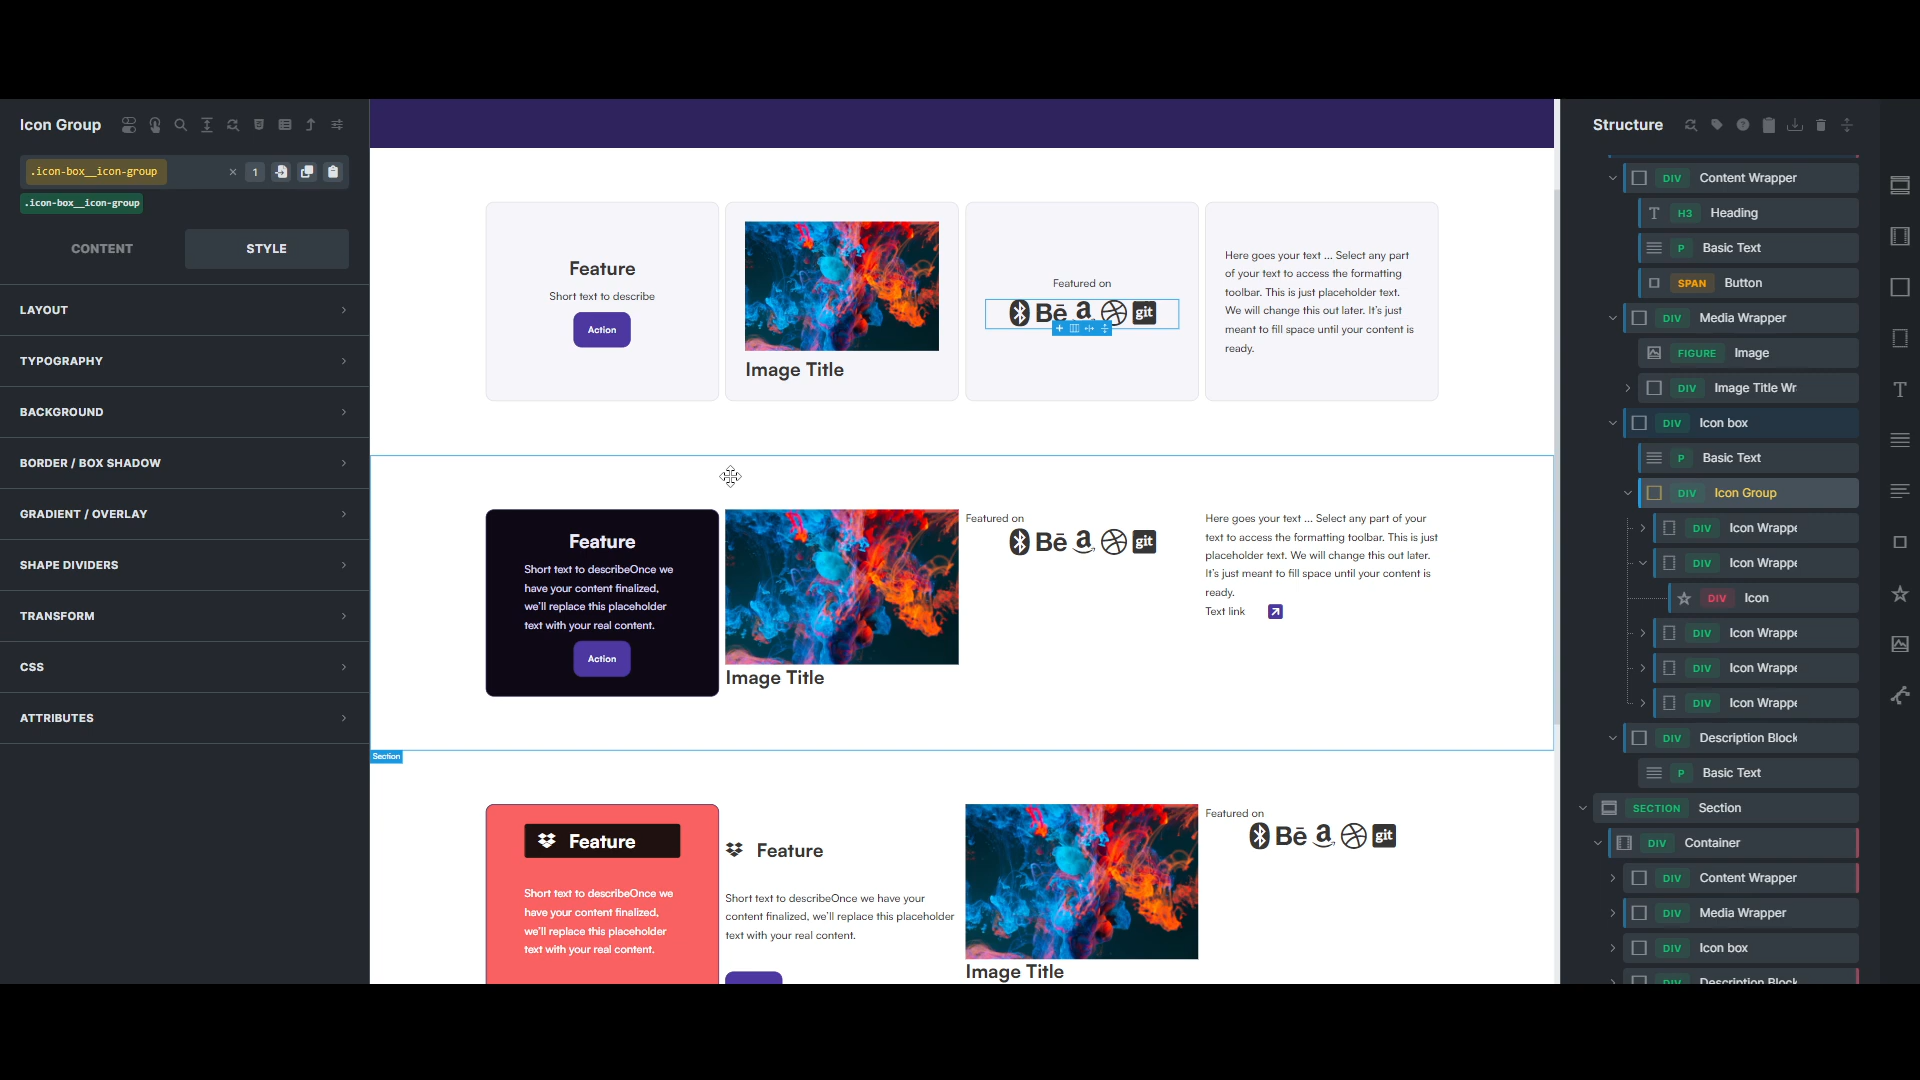 Icon Group
.icon-box__icon-group
1
.icon-box__icon-group
CONTENT
STYLE
LAYOUT
TYPOGRAPHY
BACKGROUND
BORDER / BOX SHADOW
GRADIENT / OVERLAY
SHAPE DIVIDERS
TRANSFORM
CSS
ATTRIBUTES
Feature
Short text to describe
Action
Image Title
Featured on
Bē a git
Here goes your text ... Select any part
of your text to access the formatting
toolbar. This is just placeholder text.
We will change this out later. It's just
meant to fill space until your content is
ready.
Feature
Short text to describeOnce we
have your content finalized,
we'll replace this placeholder
text with your real content.
Action
Image Title
Featured on
Bē a git
Here goes your text ... Select any part of your
text to access the formatting toolbar. This is just
placeholder text. We will change this out later.
It's just meant to fill space until your content is
ready.
Text link
Section
Feature
Short text to describeOnce we
have your content finalized,
we'll replace this placeholder
text with your real content.
Feature
Short text to describeOnce we have your
content finalized, we'll replace this placeholder
text with your real content.
Image Title
Featured on
Bē a git
Structure
DIV Content Wrapper
H3 Heading
P Basic Text
SPAN Button
DIV Media Wrapper
FIGURE Image
DIV Image Title Wr
DIV Icon box
P Basic Text
DIV Icon Group
DIV Icon Wrappe
DIV Icon Wrappe
DIV Icon
DIV Icon Wrappe
DIV Icon Wrappe
DIV Icon Wrappe
DIV Description Block
P Basic Text
SECTION Section
DIV Container
DIV Content Wrapper
DIV Media Wrapper
DIV Icon box
DIV Description Block